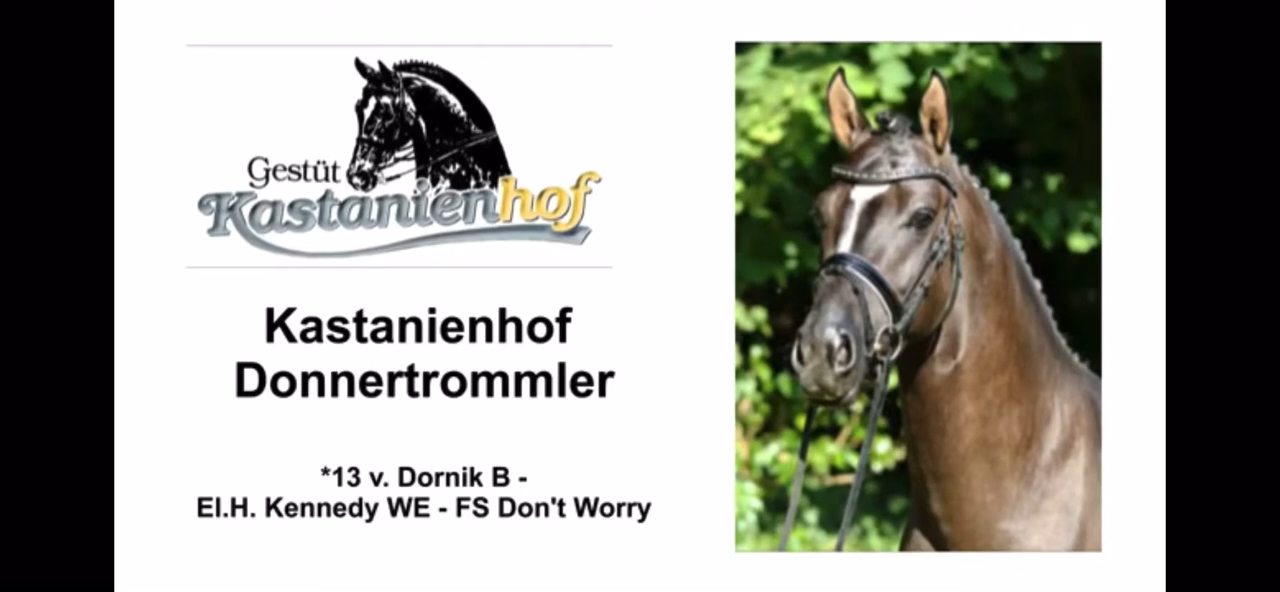 Gestüt
Kastanienhof
Kastanienhof
Donnertrommler
*13 v. Dornik B -
El.H. Kennedy WE - FS Don't Worry